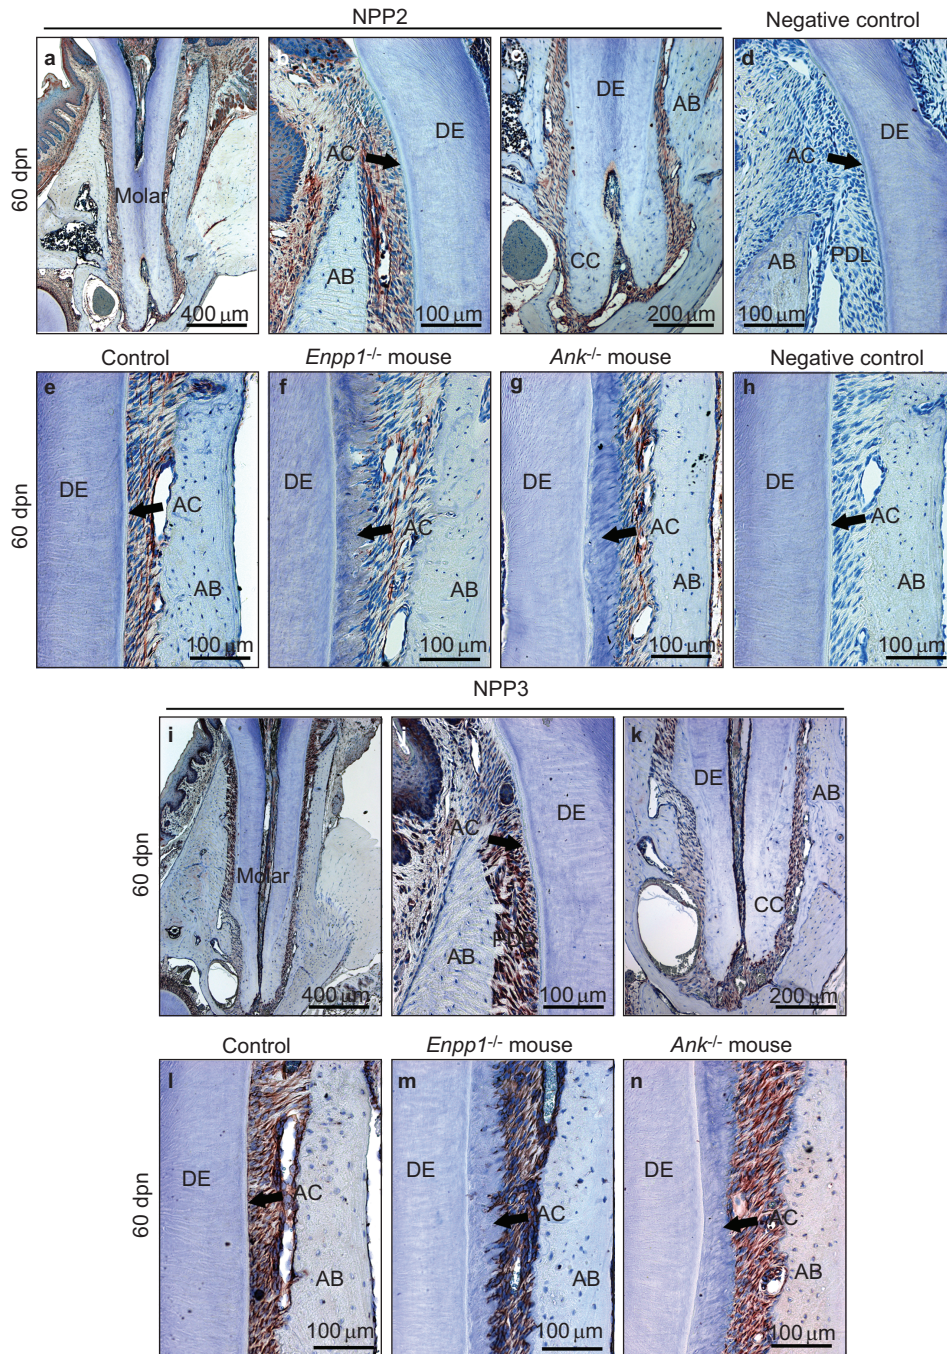 NPP2
Negative control
60 dpn
a
Molar
400 µm
b
DE
AC
AB
100 µm
c
DE
AB
CC
200 µm
d
DE
AC
AB
PDL
100 µm
Control
Enpp1-/- mouse
Ank-/- mouse
Negative control
60 dpn
e
DE
AC
AB
100 µm
f
DE
AC
AB
100 µm
g
DE
AC
AB
100 µm
h
DE
AC
AB
100 µm
NPP3
60 dpn
i
Molar
400 µm
j
AC
DE
PDL
AB
100 µm
k
DE
AB
CC
200 µm
Control
Enpp1-/- mouse
Ank-/- mouse
60 dpn
l
DE
AC
AB
100 µm
m
DE
AC
AB
100 µm
n
DE
AC
AB
100 µm